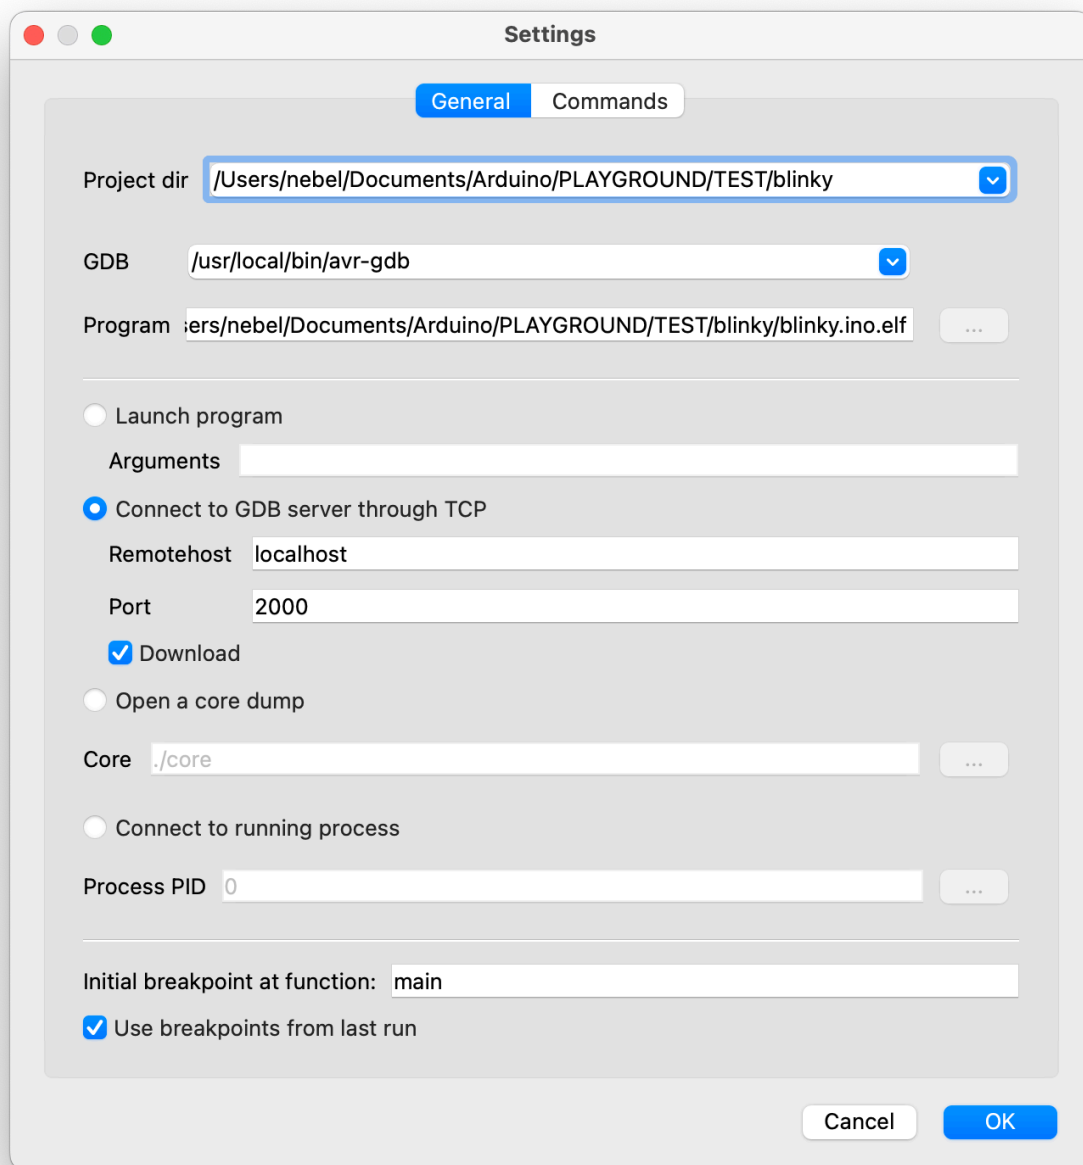 Settings
General Commands
Project dir /Users/nebel/Documents/Arduino/PLAYGROUND/TEST/blinky
GDB /usr/local/bin/avr-gdb
Program sers/nebel/Documents/Arduino/PLAYGROUND/TEST/blinky/blinky.ino.elf ...
Launch program
Arguments
Connect to GDB server through TCP
Remotehost localhost
Port 2000
Download
Open a core dump
Core ./core ...
Connect to running process
Process PID 0 ...
Initial breakpoint at function: main
Use breakpoints from last run
Cancel OK